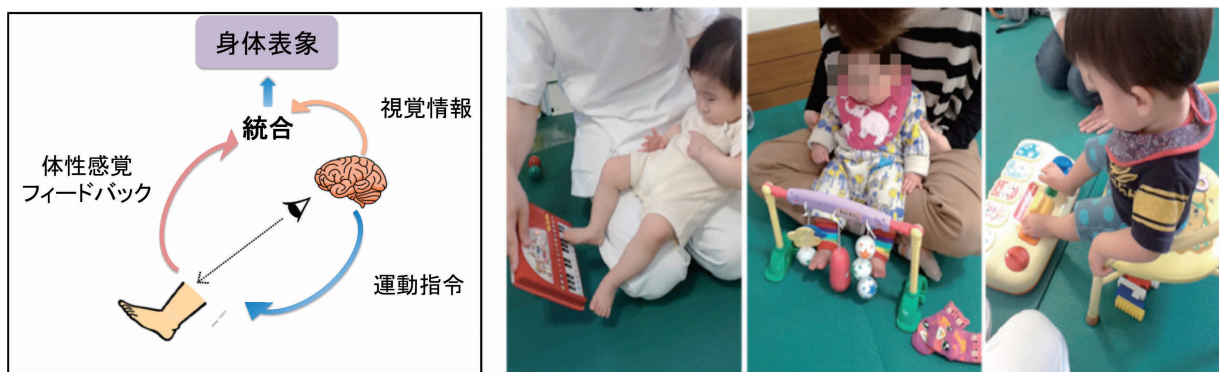 身体表象
視覚情報
統合
体性感覚
フィードバック
運動指令